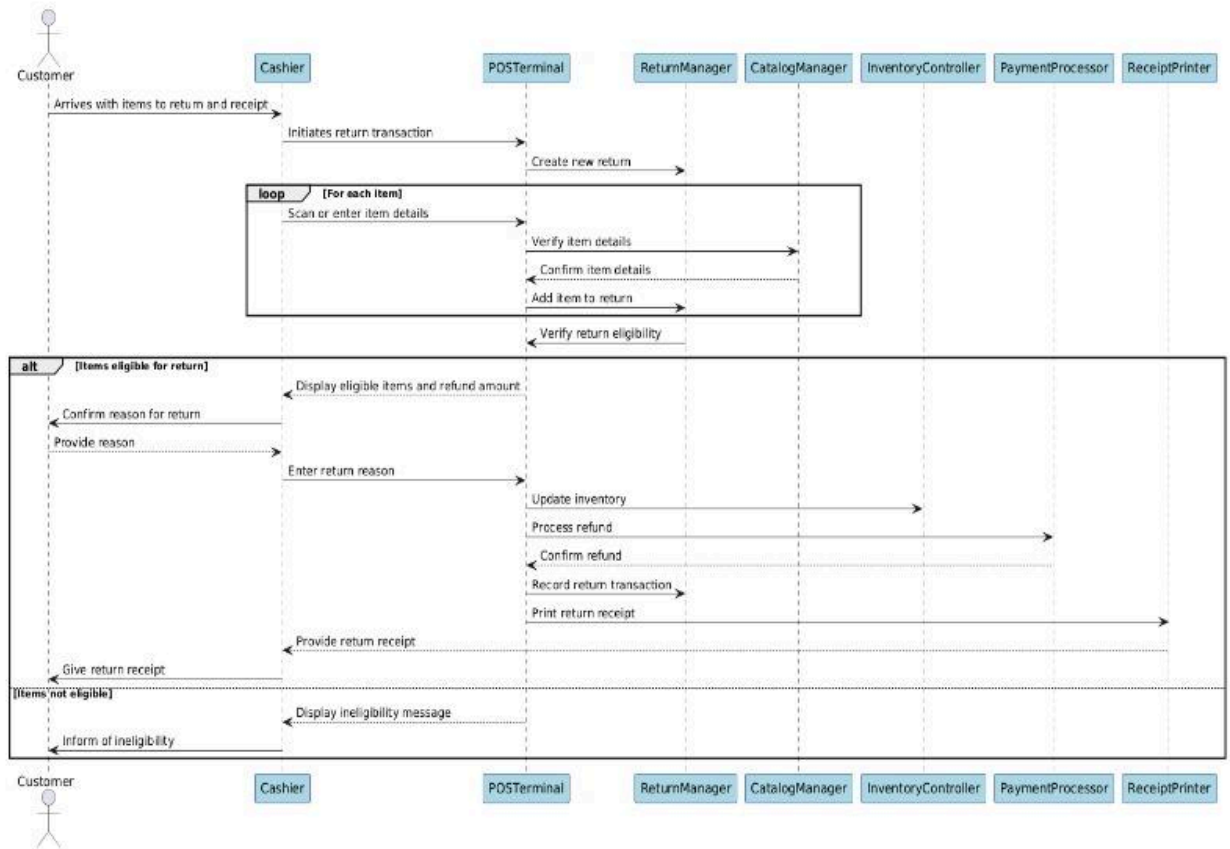 Customer
Cashier
POSTerminal
ReturnManager
CatalogManager
InventoryController
PaymentProcessor
ReceiptPrinter
Arrives with items to return and receipt
Initiates return transaction
Create new return
loop
[For each item]
Scan or enter item details
Verify item details
Confirm item details
Add item to return
Verify return eligibility
alt
[Items eligible for return]
Display eligible items and refund amount
Confirm reason for return
Provide reason
Enter return reason
Update inventory
Process refund
Confirm refund
Record return transaction
Print return receipt
Provide return receipt
Give return receipt
[Items not eligible]
Display ineligibility message
Inform of ineligibility
Customer
Cashier
POSTerminal
ReturnManager
CatalogManager
InventoryController
PaymentProcessor
ReceiptPrinter